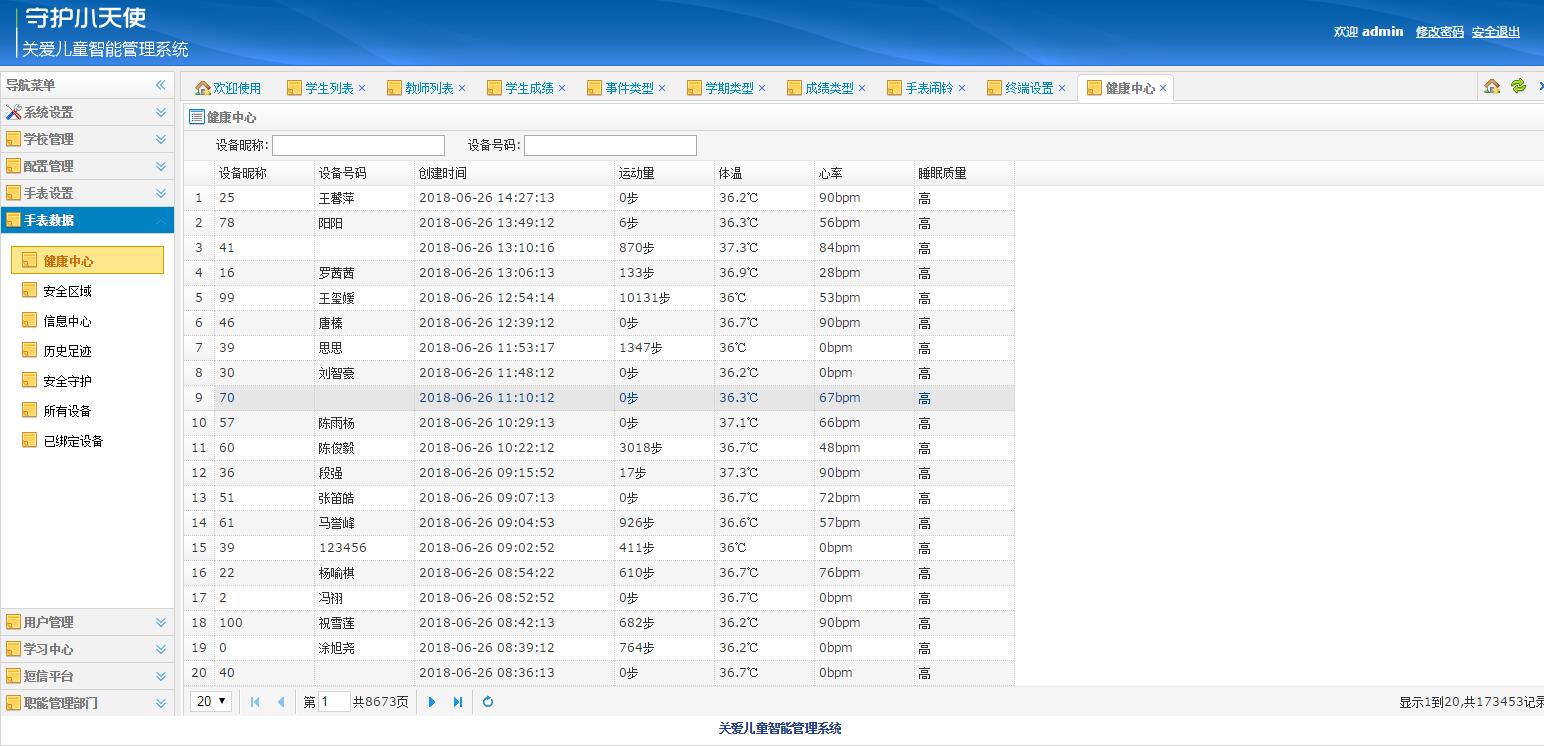 守护小天使
关爱儿童智能管理系统
欢迎 admin 修改密码 安全退出
导航菜单
系统设置
学校管理
配置管理
手表设置
手表数据
健康中心
安全区域
信息中心
历史足迹
安全守护
所有设备
已绑定设备
用户管理
学习中心
短信平台
职能管理部门
欢迎使用 学生列表 教师列表 学生成绩 事件类型 学期类型 成绩类型 手表闹铃 终端设置 健康中心
健康中心
设备昵称: 设备号码:
设备昵称 设备号码 创建时间 运动量 体温 心率 睡眠质量
1 25 王馨萍 2018-06-26 14:27:13 0步 36.2℃ 90bpm 高
2 78 阳阳 2018-06-26 13:49:12 6步 36.3℃ 56bpm 高
3 41 2018-06-26 13:10:16 870步 37.3℃ 84bpm 高
4 16 罗茜茜 2018-06-26 13:06:13 133步 36.9℃ 28bpm 高
5 99 王玺媛 2018-06-26 12:54:14 10131步 36℃ 53bpm 高
6 46 唐榛 2018-06-26 12:39:12 0步 36.7℃ 90bpm 高
7 39 思思 2018-06-26 11:53:17 1347步 36℃ 0bpm 高
8 30 刘智豪 2018-06-26 11:48:12 0步 36.2℃ 0bpm 高
9 70 2018-06-26 11:10:12 0步 36.3℃ 67bpm 高
10 57 陈雨杨 2018-06-26 10:29:13 0步 37.1℃ 66bpm 高
11 60 陈俊毅 2018-06-26 10:22:12 3018步 36.7℃ 48bpm 高
12 36 段强 2018-06-26 09:15:52 17步 37.3℃ 90bpm 高
13 51 张笛皓 2018-06-26 09:07:13 0步 36.7℃ 72bpm 高
14 61 马誉峰 2018-06-26 09:04:53 926步 36.6℃ 57bpm 高
15 39 123456 2018-06-26 09:02:52 411步 36℃ 0bpm 高
16 22 杨喻棋 2018-06-26 08:54:22 610步 36.7℃ 76bpm 高
17 2 冯栩 2018-06-26 08:52:52 0步 36.7℃ 0bpm 高
18 100 祝雪莲 2018-06-26 08:42:13 682步 36.2℃ 90bpm 高
19 0 涂旭尧 2018-06-26 08:39:12 764步 36.2℃ 0bpm 高
20 40 2018-06-26 08:36:13 0步 36.7℃ 0bpm 高
20 第 1 共8673页
显示1到20,共173453记录
关爱儿童智能管理系统